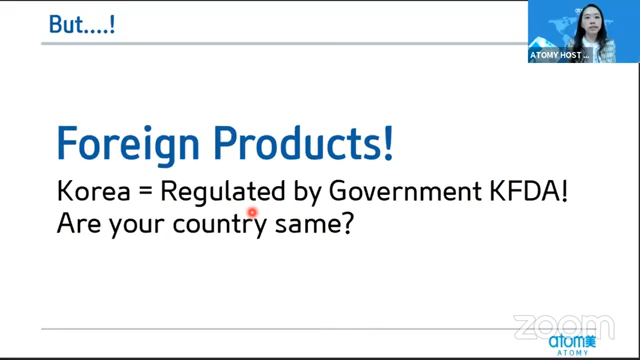 But....!
ATOMY HOST ...
Foreign Products!
Korea = Regulated by Government KFDA!
Are your country same?
zoom
atom美
ATOMY